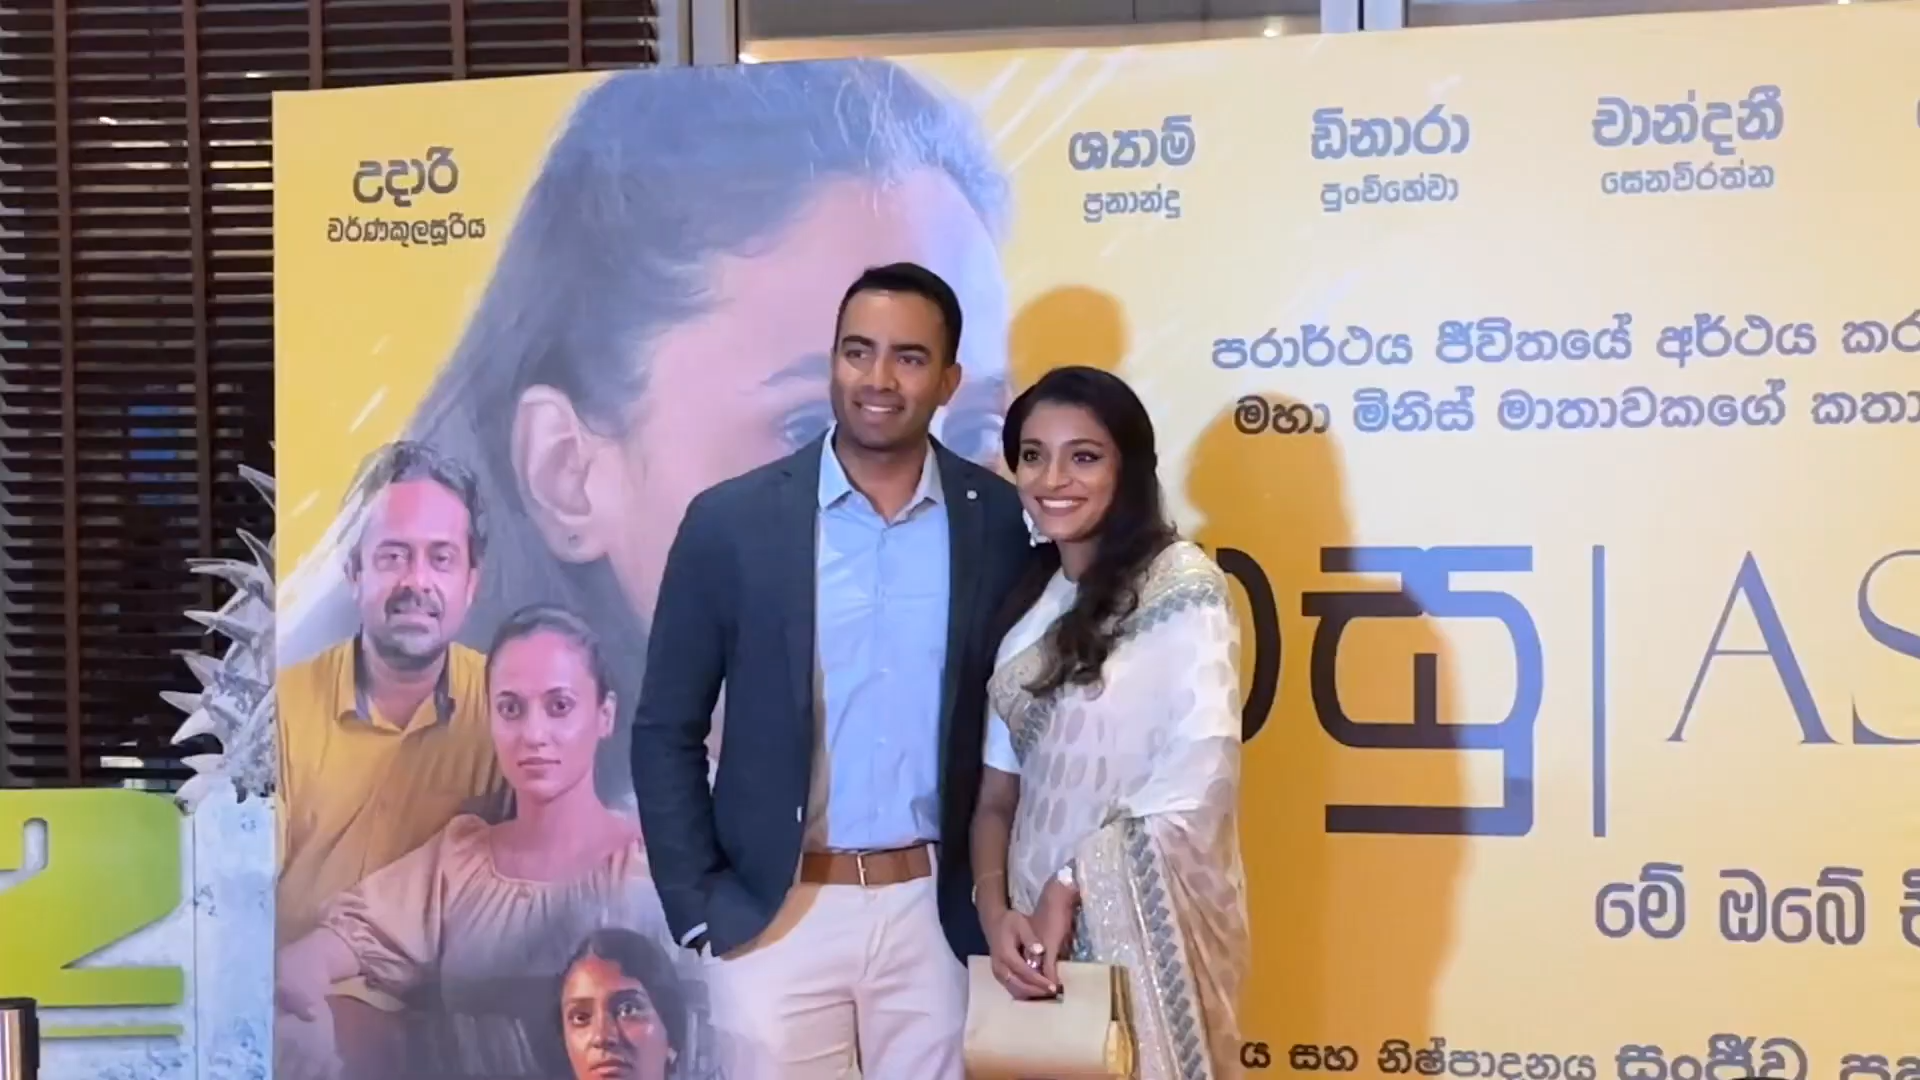 උදාරි
වර්ණකුලසූරිය
ශ්‍යාම්
ප්‍රනාන්දු
ඩිනාරා
පුංචිහේවා
චාන්දනී
සෙනවිරත්න
පරාර්ථය ජීවිතයේ අර්ථය කර
මහා මිනිස් මාතාවකගේ කතා
සු | AS
මේ ඔබේ
ය සහ නිෂ්පාදනය සංජීව
2